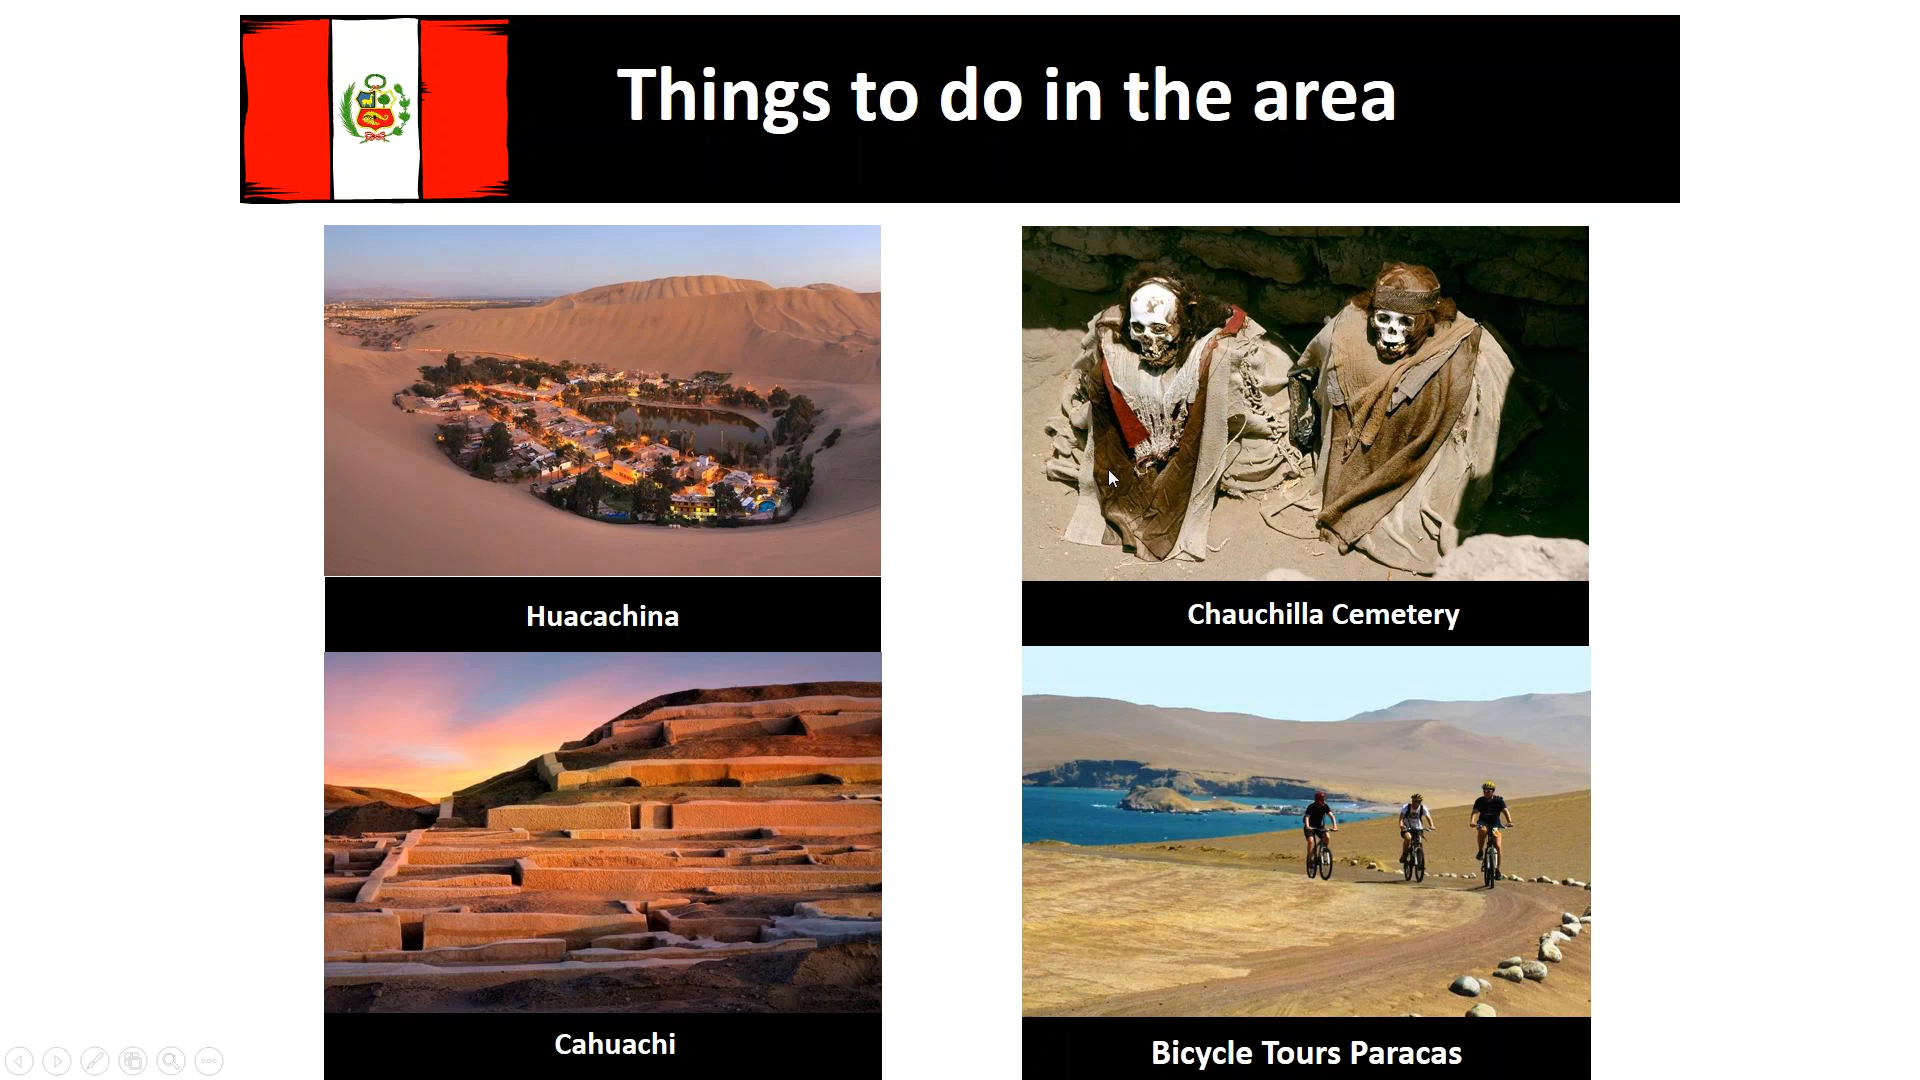 Things to do in the area
Huacachina
Chauchilla Cemetery
Cahuachi
Bicycle Tours Paracas